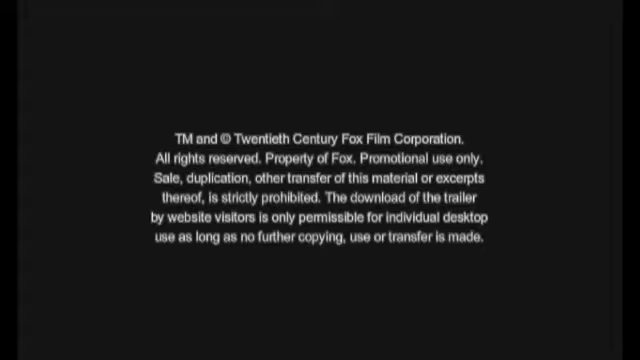 TM and © Twentieth Century Fox Film Corporation.
All rights reserved. Property of Fox. Promotional use only.
Sale, duplication, other transfer of this material or excerpts
thereof, is strictly prohibited. The download of the trailer
by website visitors is only permissible for individual desktop
use as long as no further copying, use or transfer is made.